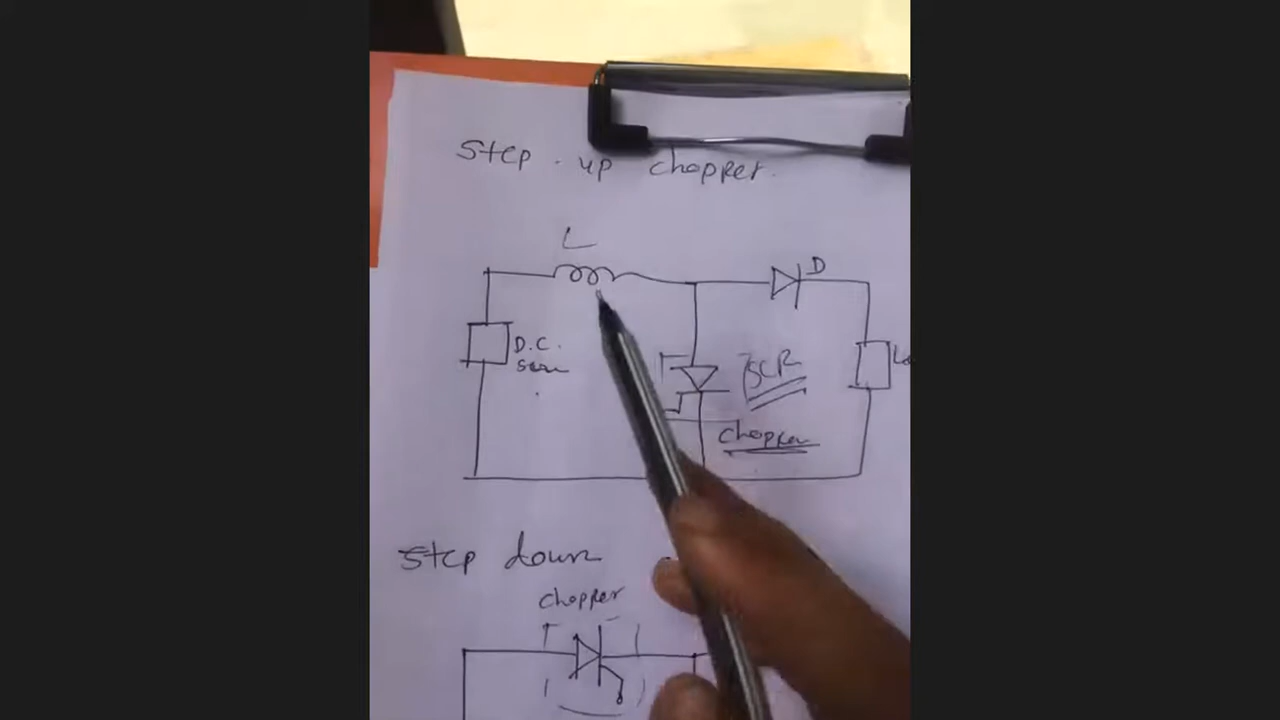 Step - up chopper.
L
D
D.C.
SCR
chopper
Step down
chopper